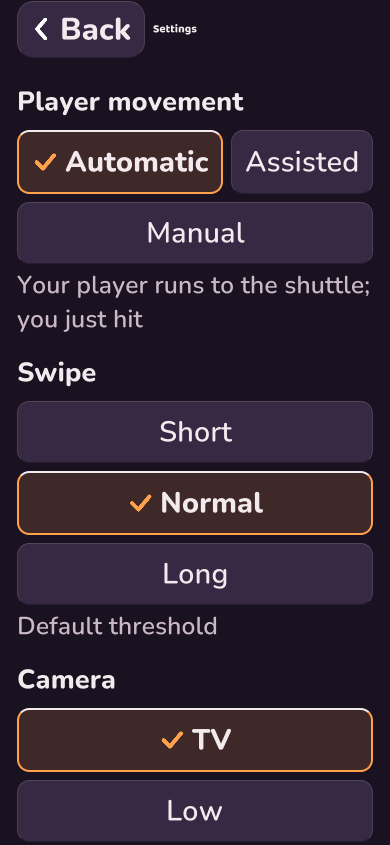 Back
Settings
Player movement
Automatic
Assisted
Manual
Your player runs to the shuttle;
you just hit
Swipe
Short
Normal
Long
Default threshold
Camera
TV
Low